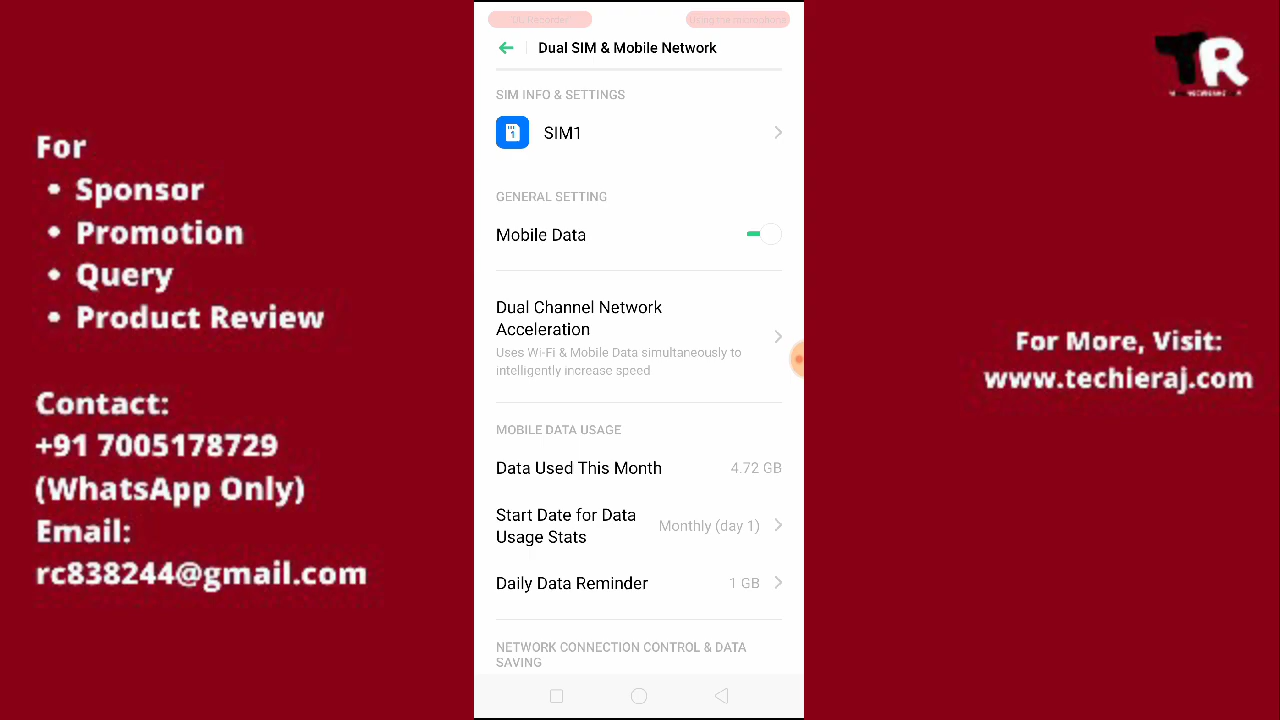 For
• Sponsor
• Promotion
• Query
• Product Review
Contact:
+91 7005178729
(WhatsApp Only)
Email:
rc838244@gmail.com
Dual SIM & Mobile Network
SIM INFO & SETTINGS
1
SIM1
GENERAL SETTING
Mobile Data
Dual Channel Network
Acceleration
Uses Wi-Fi & Mobile Data simultaneously to
intelligently increase speed
MOBILE DATA USAGE
Data Used This Month 4.72 GB
Start Date for Data
Usage Stats
Monthly (day 1)
Daily Data Reminder 1 GB
NETWORK CONNECTION CONTROL & DATA
SAVING
TR
For More, Visit:
www.techieraj.com